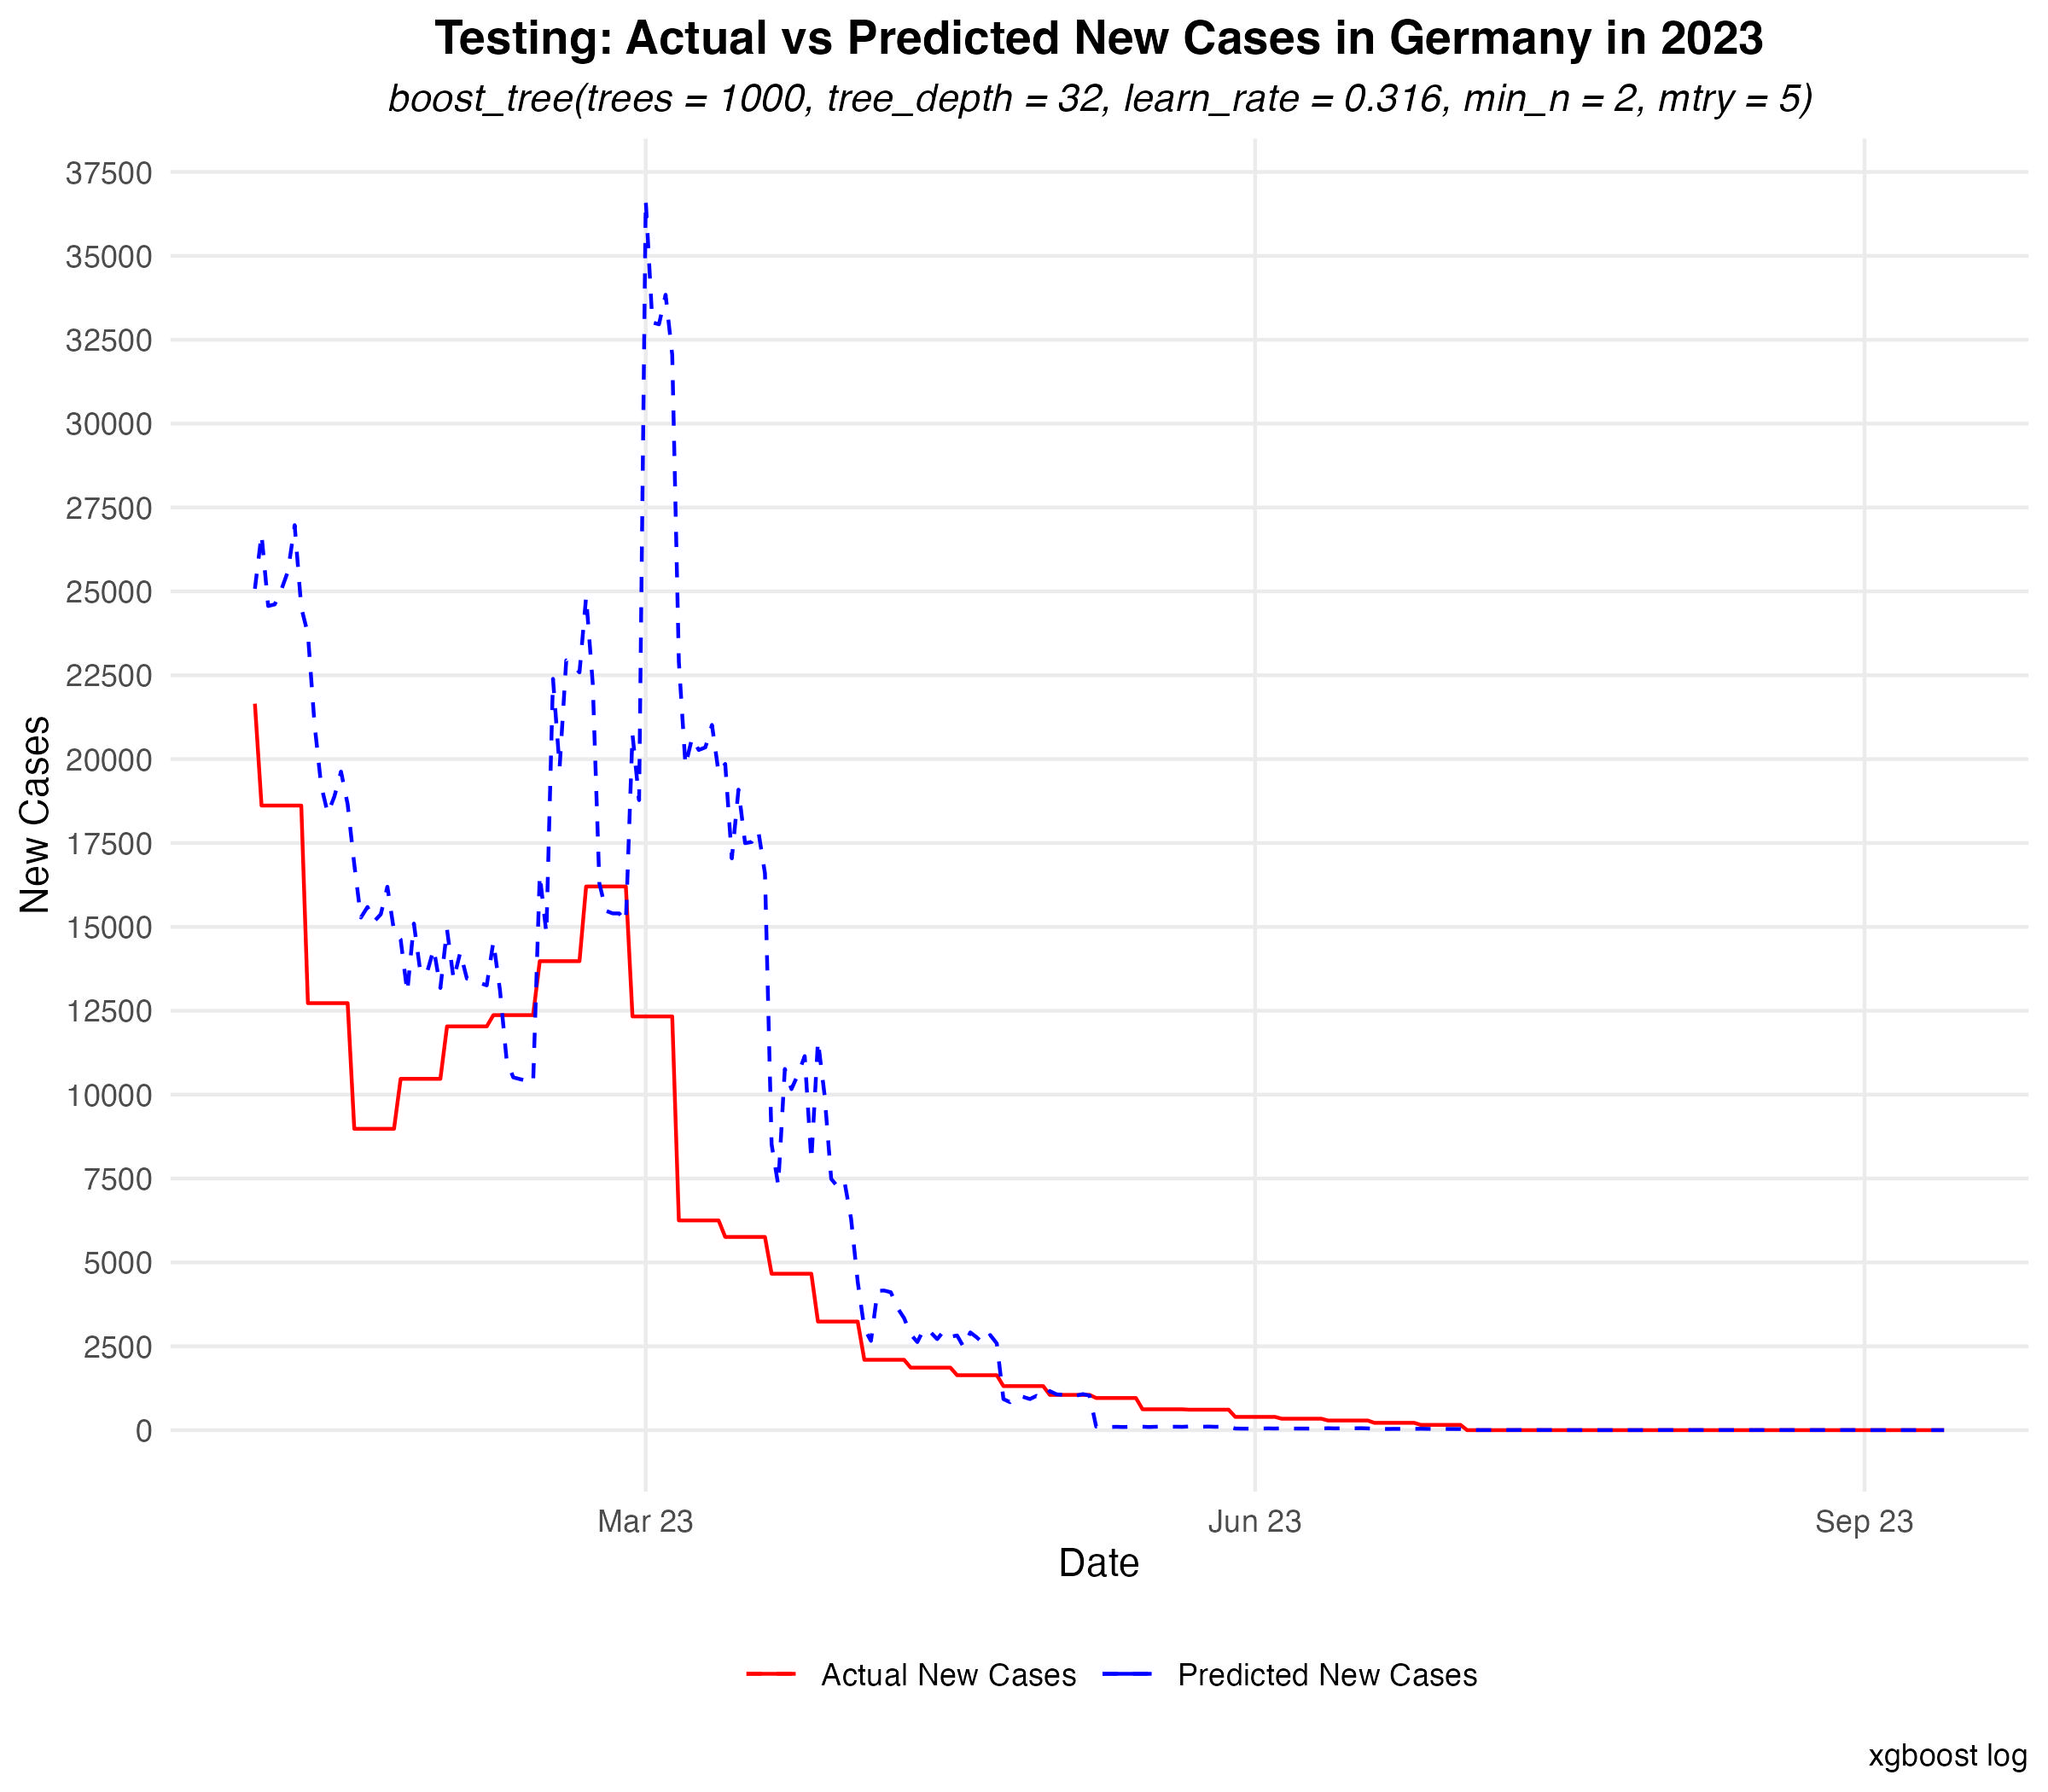 Testing: Actual vs Predicted New Cases in Germany in 2023
boost_tree(trees = 1000, tree_depth = 32, learn_rate = 0.316, min_n = 2, mtry = 5)
37500
35000
32500
30000
27500
25000
22500
20000
17500
15000
12500
10000
7500
5000
2500
0
New Cases
Mar 23
Jun 23
Sep 23
Date
Actual New Cases
Predicted New Cases
xgboost log